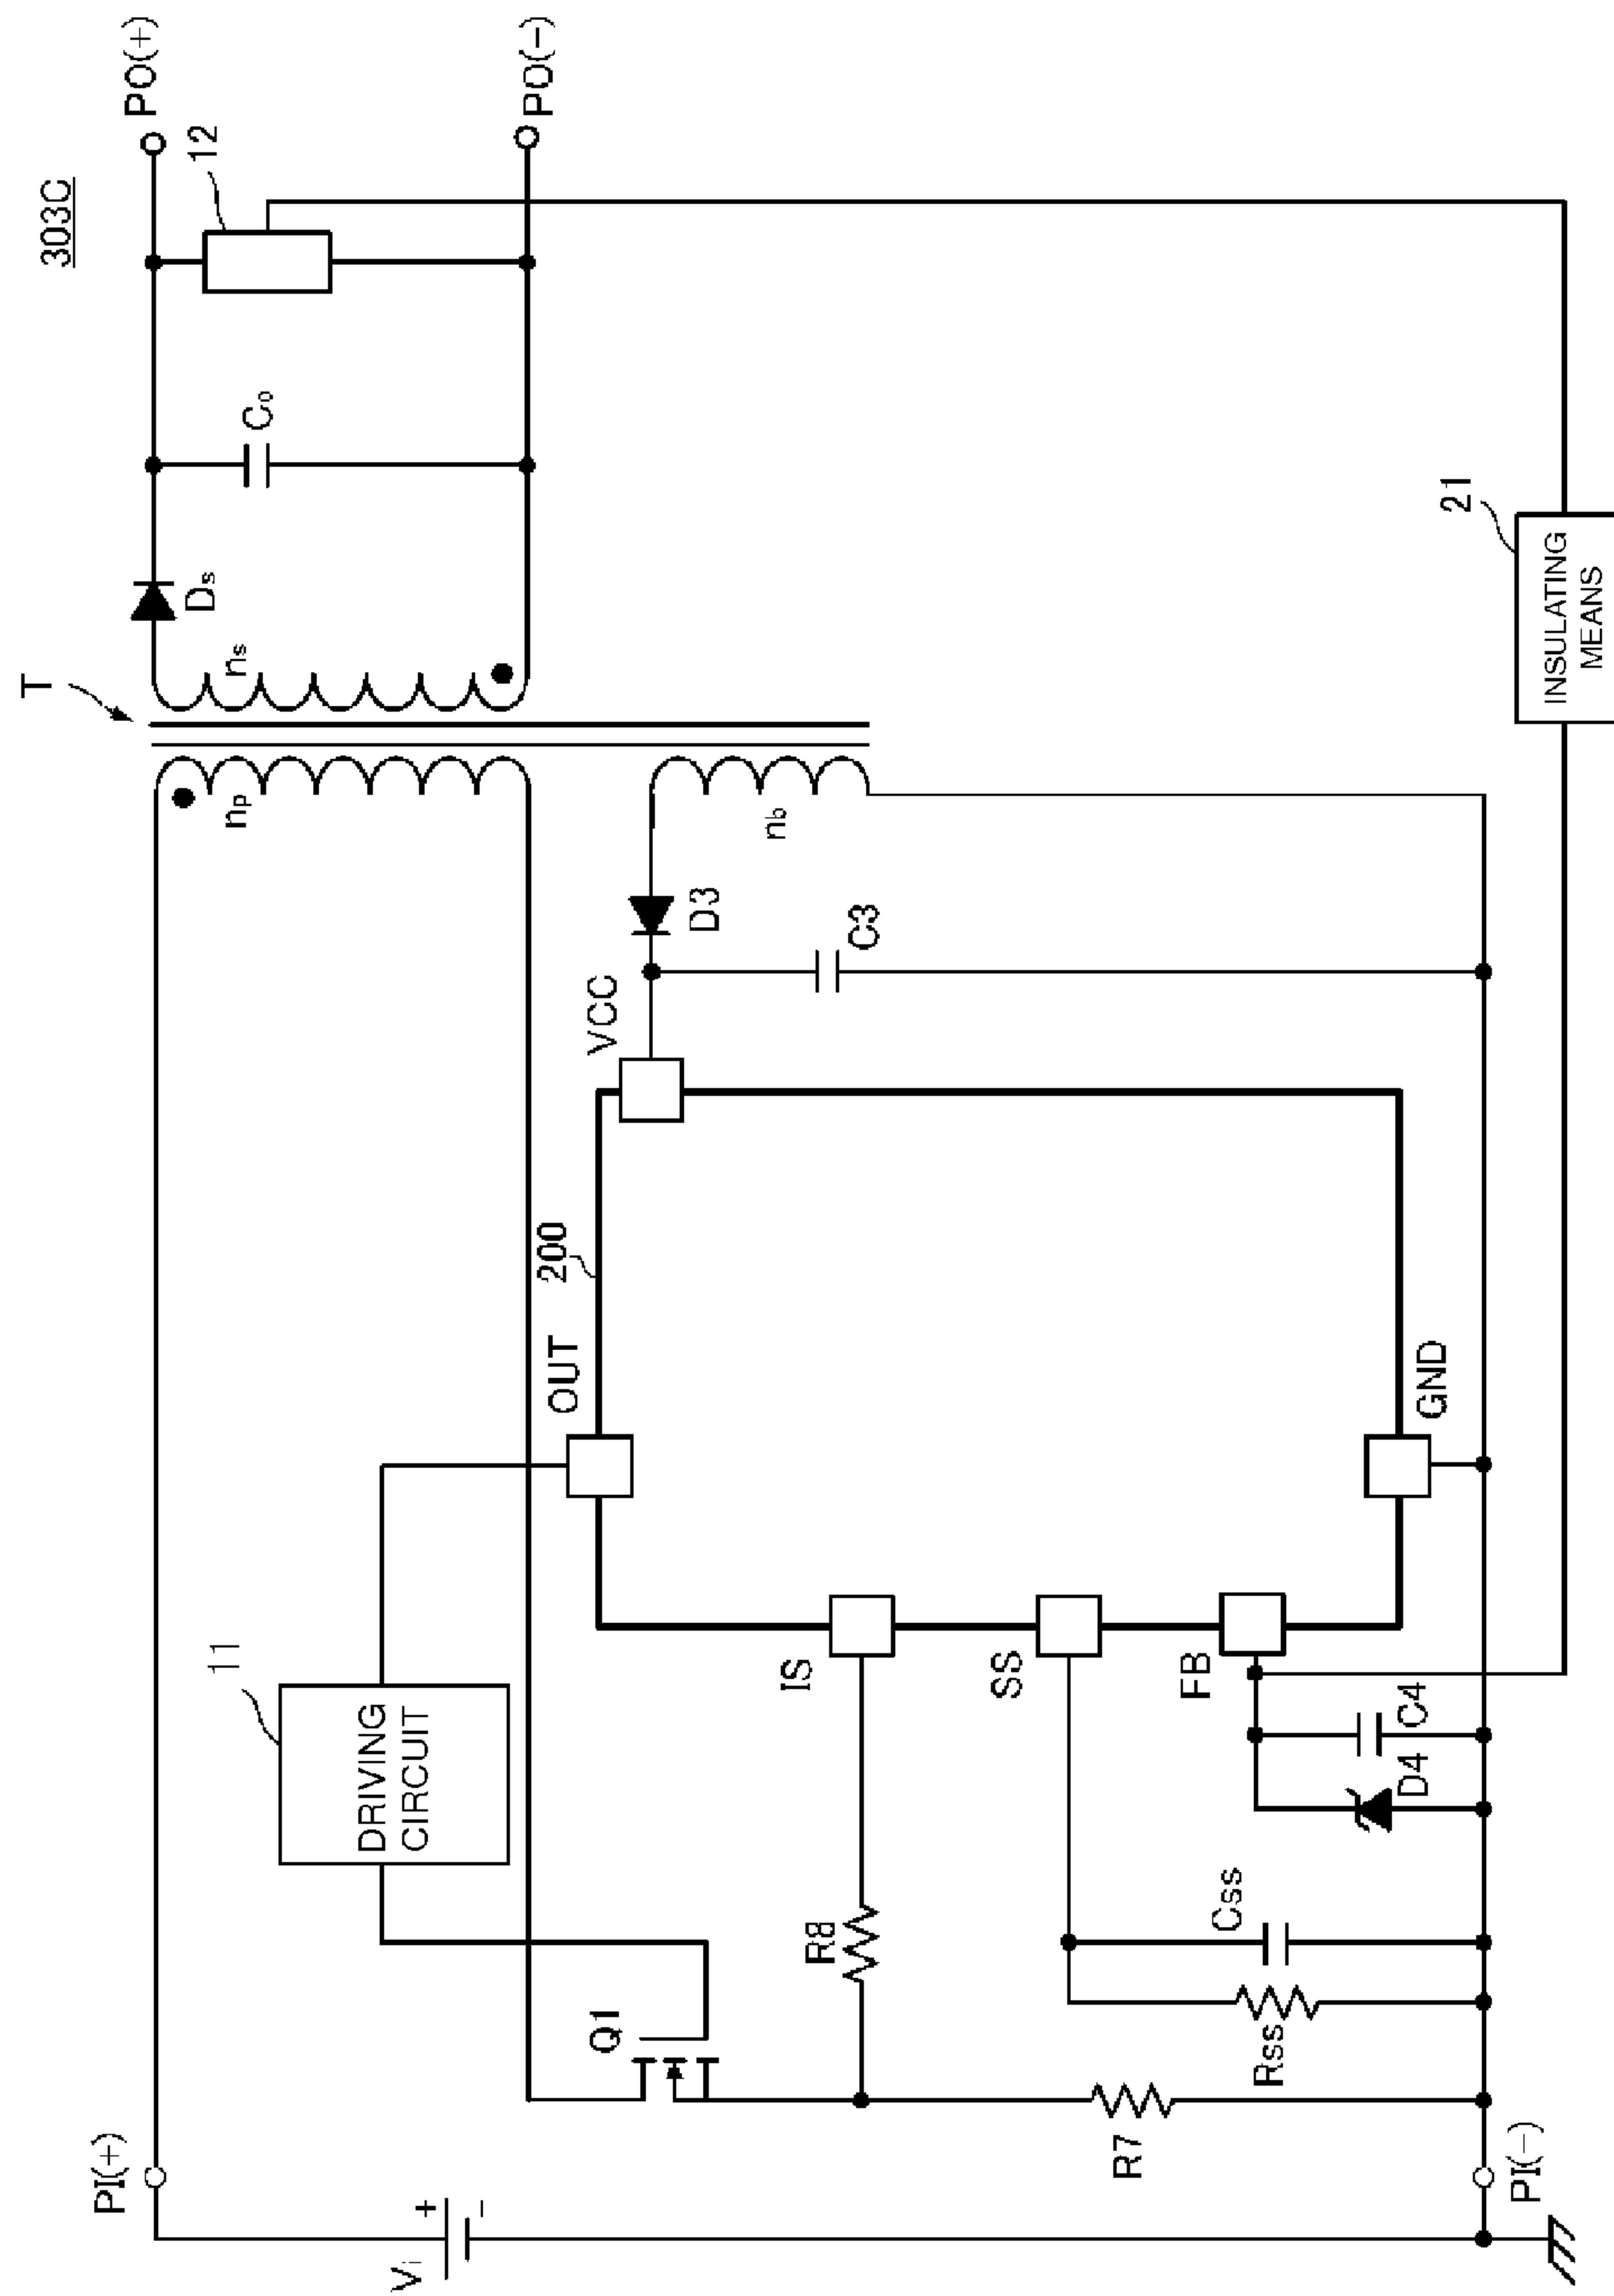 303C
T
PI(+)
PO(+)
np
ns
Ds
Co
12
PO(-)
11
DRIVING
CIRCUIT
Vi
+
-
Q1
OUT
200
VCC
D3
nb
IS
R8
C3
SS
R7
Rss
Css
FB
D4
C4
GND
PI(-)
21
INSULATING
MEANS